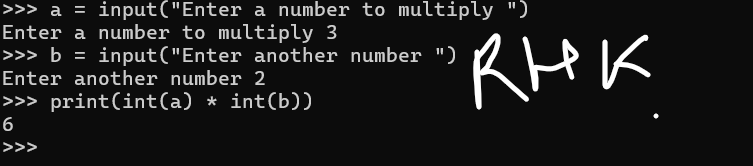 >>> a = input("Enter a number to multiply ")
Enter a number to multiply 3
>>> b = input("Enter another number ")
Enter another number 2
>>> print(int(a) * int(b))
6
>>>
RHK.